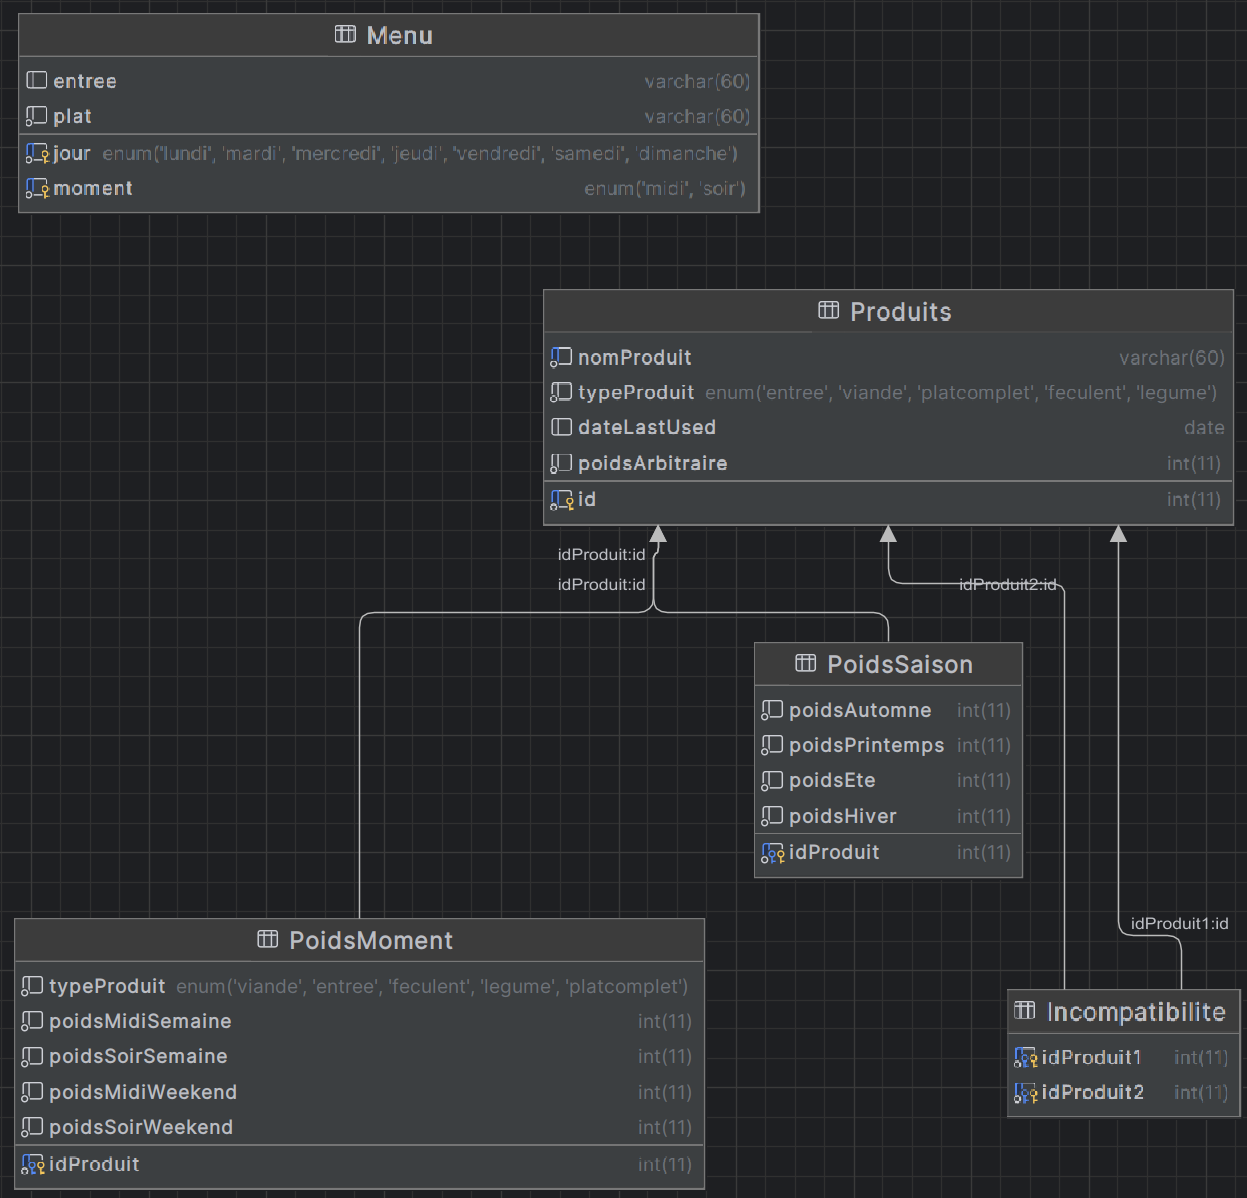 Menu
entree varchar(60)
plat varchar(60)
jour enum('lundi', 'mardi', 'mercredi', 'jeudi', 'vendredi', 'samedi', 'dimanche')
moment enum('midi', 'soir')
Produits
nomProduit varchar(60)
typeProduit enum('entree', 'viande', 'platcomplet', 'feculent', 'legume')
dateLastUsed date
poidsArbitraire int(11)
id int(11)
idProduit:id
idProduit:id
idProduit2:id
PoidsSaison
poidsAutomne int(11)
poidsPrintemps int(11)
poidsEte int(11)
poidsHiver int(11)
idProduit int(11)
idProduit1:id
PoidsMoment
typeProduit enum('viande', 'entree', 'feculent', 'legume', 'platcomplet')
poidsMidiSemaine int(11)
poidsSoirSemaine int(11)
poidsMidiWeekend int(11)
poidsSoirWeekend int(11)
idProduit int(11)
Incompatibilite
idProduit1 int(11)
idProduit2 int(11)